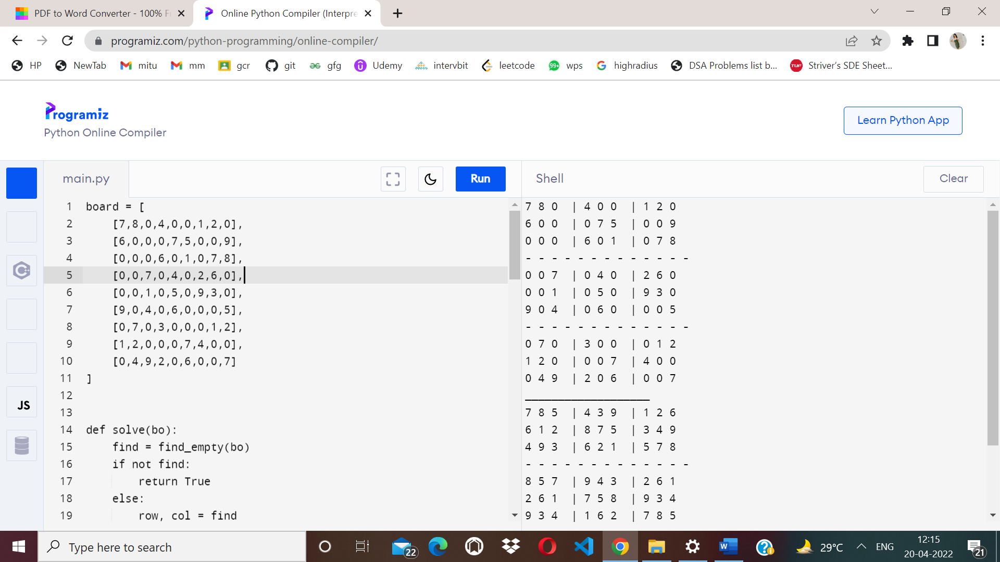 PDF to Word Converter - 100% F
Online Python Compiler (Interpre
programiz.com/python-programming/online-compiler/
HP
NewTab
mitu
mm
gcr
git
gfg
Udemy
intervbit
leetcode
99+
wps
highradius
DSA Problems list b...
TUF
Striver's SDE Sheet...
Programiz
Python Online Compiler
Learn Python App
main.py
Run
Shell
Clear
C++
JS
1 board = [
2     [7,8,0,4,0,0,1,2,0],
3     [6,0,0,0,7,5,0,0,9],
4     [0,0,0,6,0,1,0,7,8],
5     [0,0,7,0,4,0,2,6,0],
6     [0,0,1,0,5,0,9,3,0],
7     [9,0,4,0,6,0,0,0,5],
8     [0,7,0,3,0,0,0,1,2],
9     [1,2,0,0,0,7,4,0,0],
10     [0,4,9,2,0,6,0,0,7]
11 ]
12
13
14 def solve(bo):
15     find = find_empty(bo)
16     if not find:
17         return True
18     else:
19         row, col = find
7 8 0  | 4 0 0  | 1 2 0
6 0 0  | 0 7 5  | 0 0 9
0 0 0  | 6 0 1  | 0 7 8
- - - - - - - - - - - - -
0 0 7  | 0 4 0  | 2 6 0
0 0 1  | 0 5 0  | 9 3 0
9 0 4  | 0 6 0  | 0 0 5
- - - - - - - - - - - - -
0 7 0  | 3 0 0  | 0 1 2
1 2 0  | 0 0 7  | 4 0 0
0 4 9  | 2 0 6  | 0 0 7
___________________
7 8 5  | 4 3 9  | 1 2 6
6 1 2  | 8 7 5  | 3 4 9
4 9 3  | 6 2 1  | 5 7 8
- - - - - - - - - - - - -
8 5 7  | 9 4 3  | 2 6 1
2 6 1  | 7 5 8  | 9 3 4
9 3 4  | 1 6 2  | 7 8 5
Type here to search
22
W
29°C
ENG
12:15
20-04-2022
21